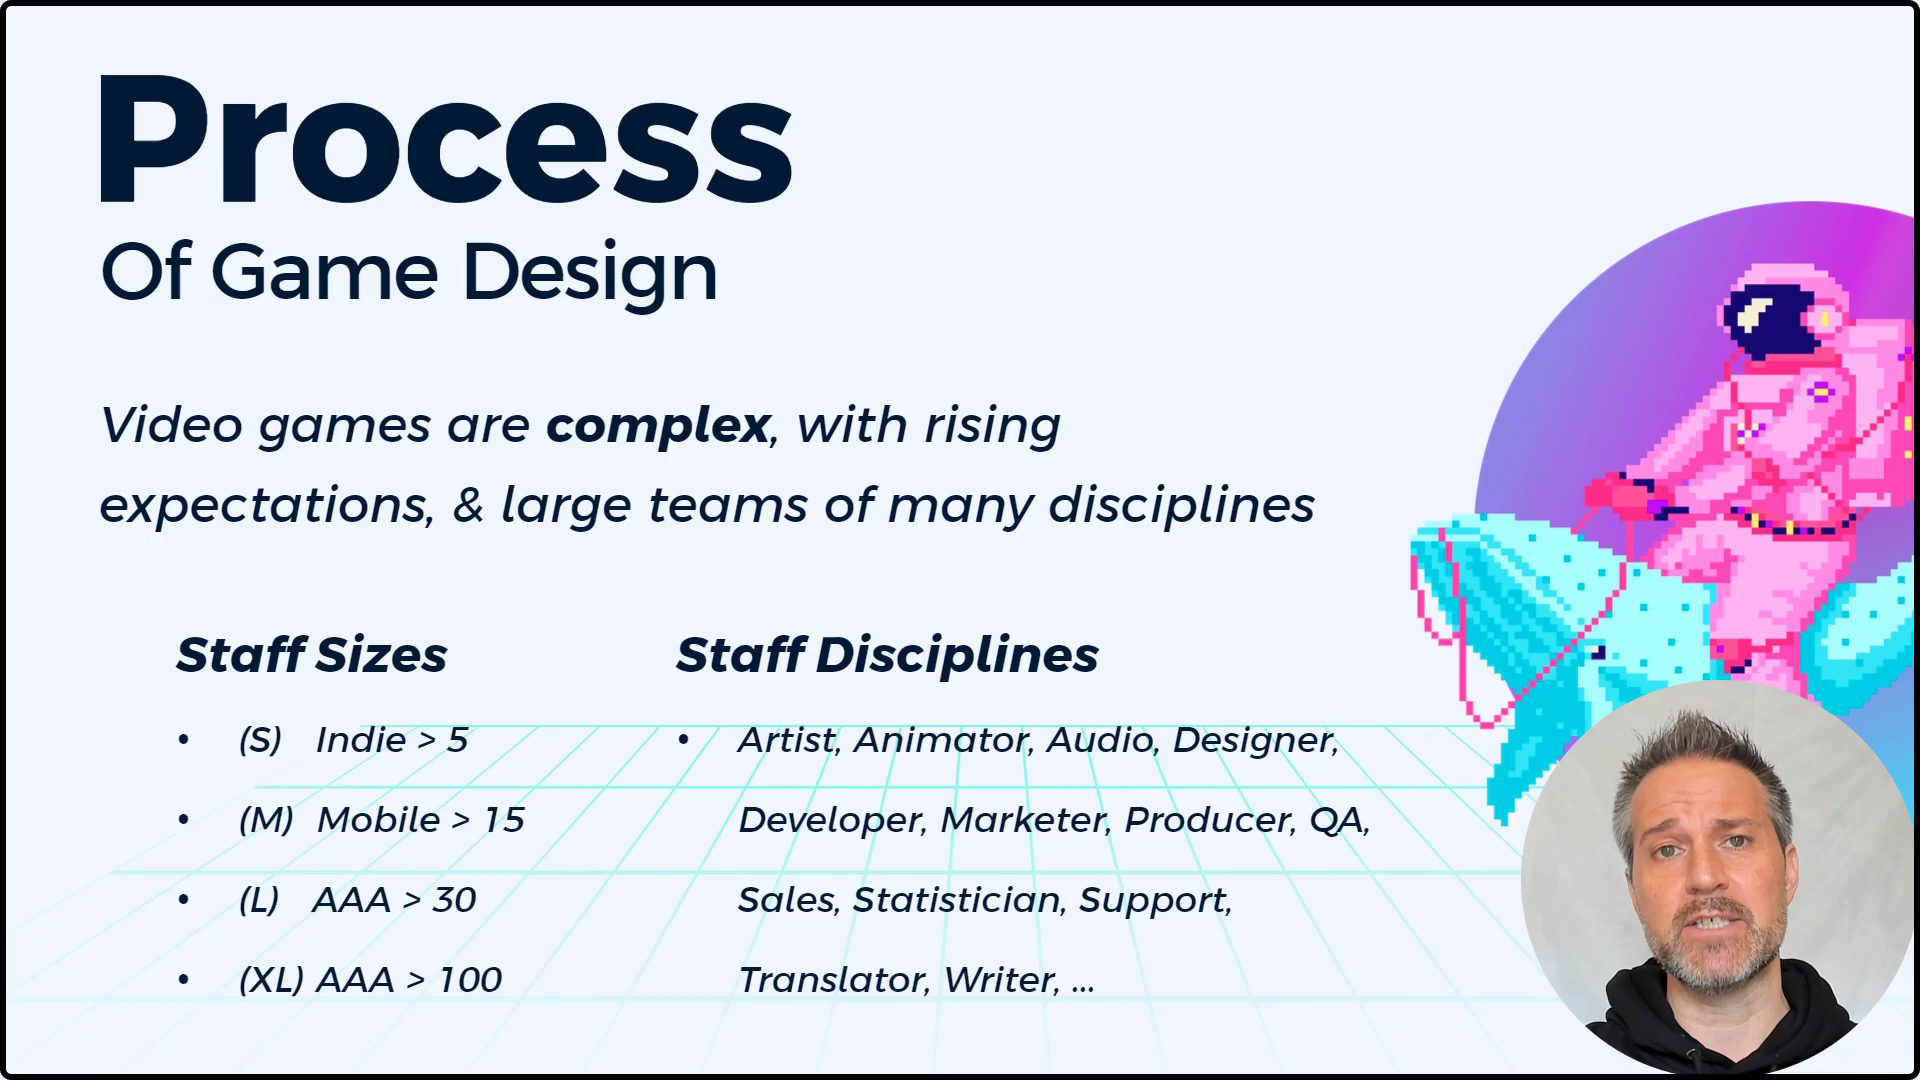 Process
Of Game Design
Video games are complex, with rising
expectations, & large teams of many disciplines
Staff Sizes
• (S) Indie > 5
• (M) Mobile > 15
• (L) AAA > 30
• (XL) AAA > 100
Staff Disciplines
• Artist, Animator, Audio, Designer,
Developer, Marketer, Producer, QA,
Sales, Statistician, Support,
Translator, Writer, ...